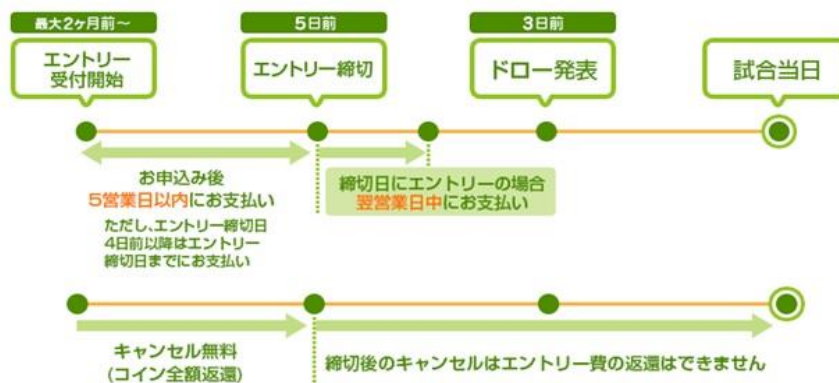 最大2ヶ月前～
エントリー
受付開始
5日前
エントリー締切
3日前
ドロー発表
試合当日
お申込み後
5営業日以内にお支払い
ただし、エントリー締切日
4日前以降はエントリー
締切日までにお支払い
締切日にエントリーの場合
翌営業日中にお支払い
キャンセル無料
(コイン全額返還)
締切後のキャンセルはエントリー費の返還はできません